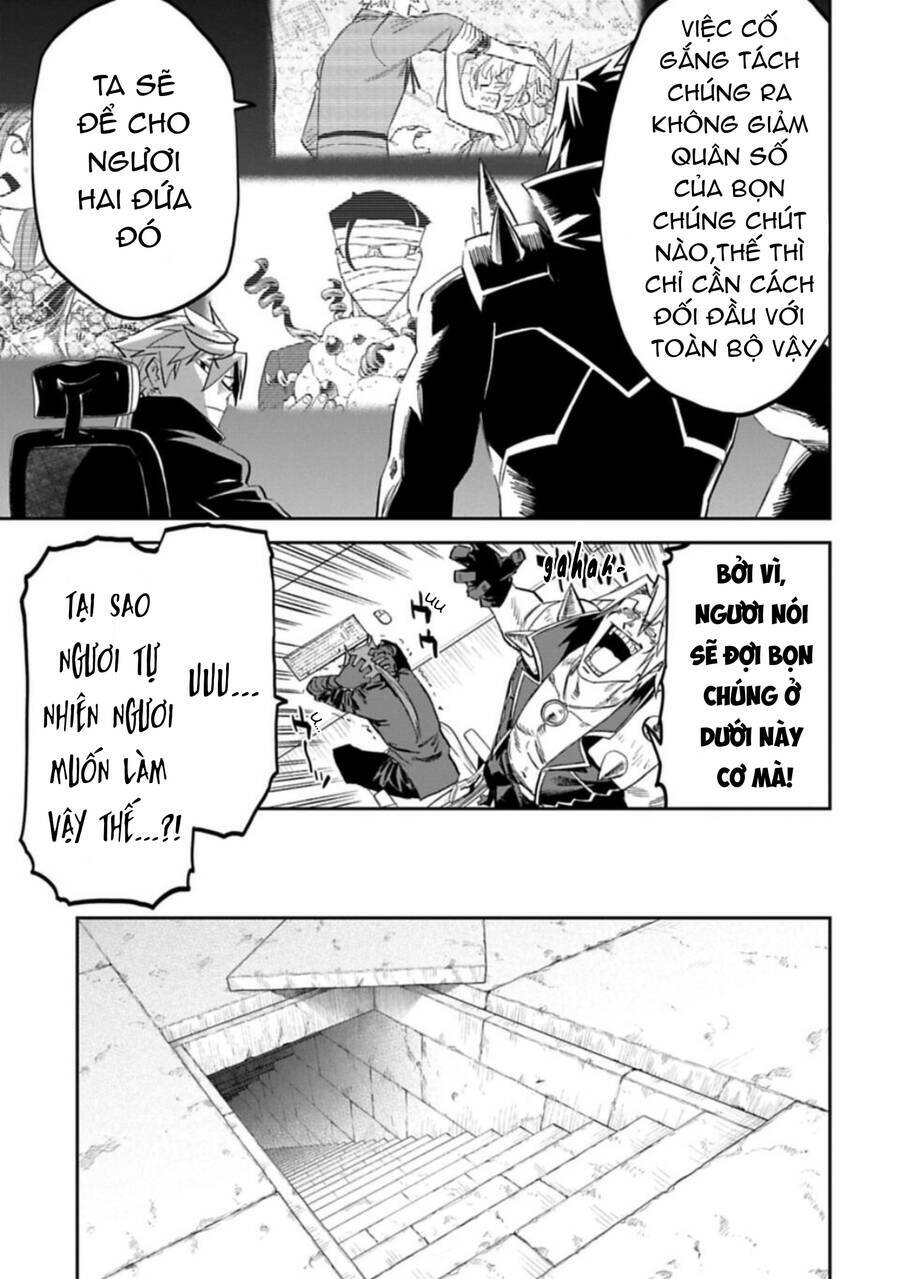 VIỆC CỐ
GẮNG TÁCH
CHÚNG RA
KHÔNG GIẢM
QUÂN SỐ
CỦA BỌN
CHÚNG CHÚT
NÀO,THẾ THÌ
CHỈ CẦN CÁCH
ĐỐI ĐẦU VỚI
TOÀN BỘ VẬY
TA SẼ
ĐỂ CHO
NGƯƠI
HAI ĐỨA
ĐÓ
BỞI VÌ,
NGƯƠI NÓI
SẼ ĐỢI BỌN
CHÚNG Ở
DƯỚI NÀY
CƠ MÀ!
gahah-
uu
u..
UUU...
TẠI SAO
NGƯƠI TỰ
NHIÊN NGƯƠI
MUỐN LÀM
VẬY THẾ...?!